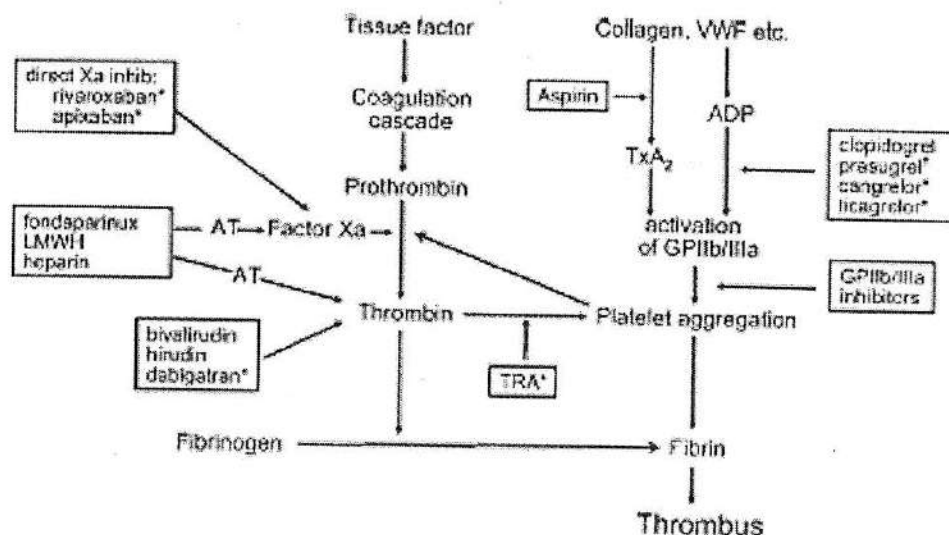 Tissue factor
Collagen, VWF etc.
direct Xa inhib:
rivaroxaban*
apixaban*
Aspirin
Coagulation
cascade
ADP
TxA2
clopidogrel
prasugrel*
cangrelor*
ticagrelor*
Prothrombin
fondaparinux
LMWH
heparin
AT
Factor Xa
activation
of GPIIb/IIIa
AT
GPIIb/IIIa
inhibitors
Thrombin
Platelet aggregation
bivalirudin
hirudin
dabigatran*
TRA*
Fibrinogen
Fibrin
Thrombus